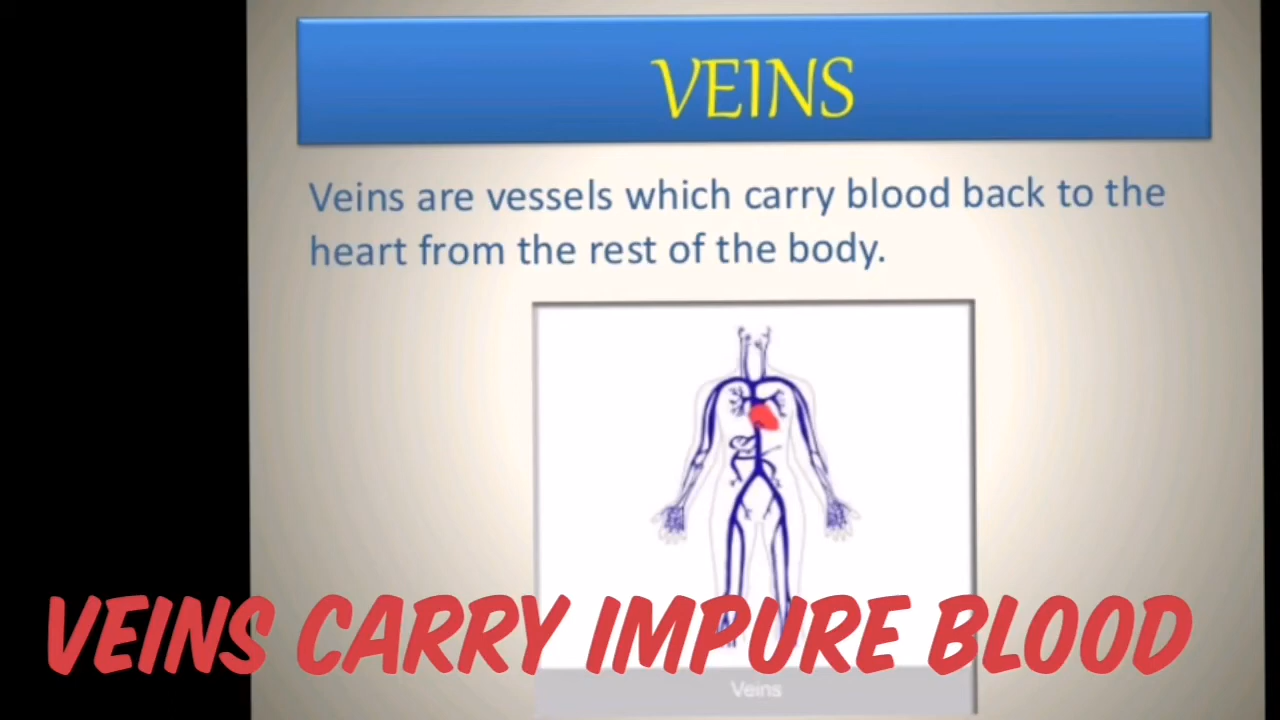 VEINS
Veins are vessels which carry blood back to the
heart from the rest of the body.
VEINS CARRY IMPURE BLOOD
Veins